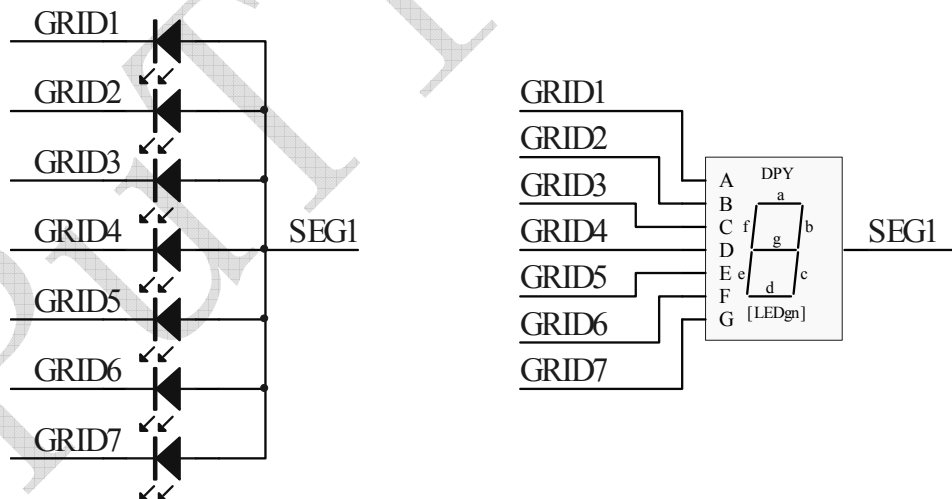 GRID1
GRID2
GRID3
GRID4
SEG1
GRID5
GRID6
GRID7
GRID1
GRID2
GRID3
GRID4
GRID5
GRID6
GRID7
DPY
A
B
C
D
E
F
G
a
f
b
g
e
c
d
[LEDgn]
SEG1